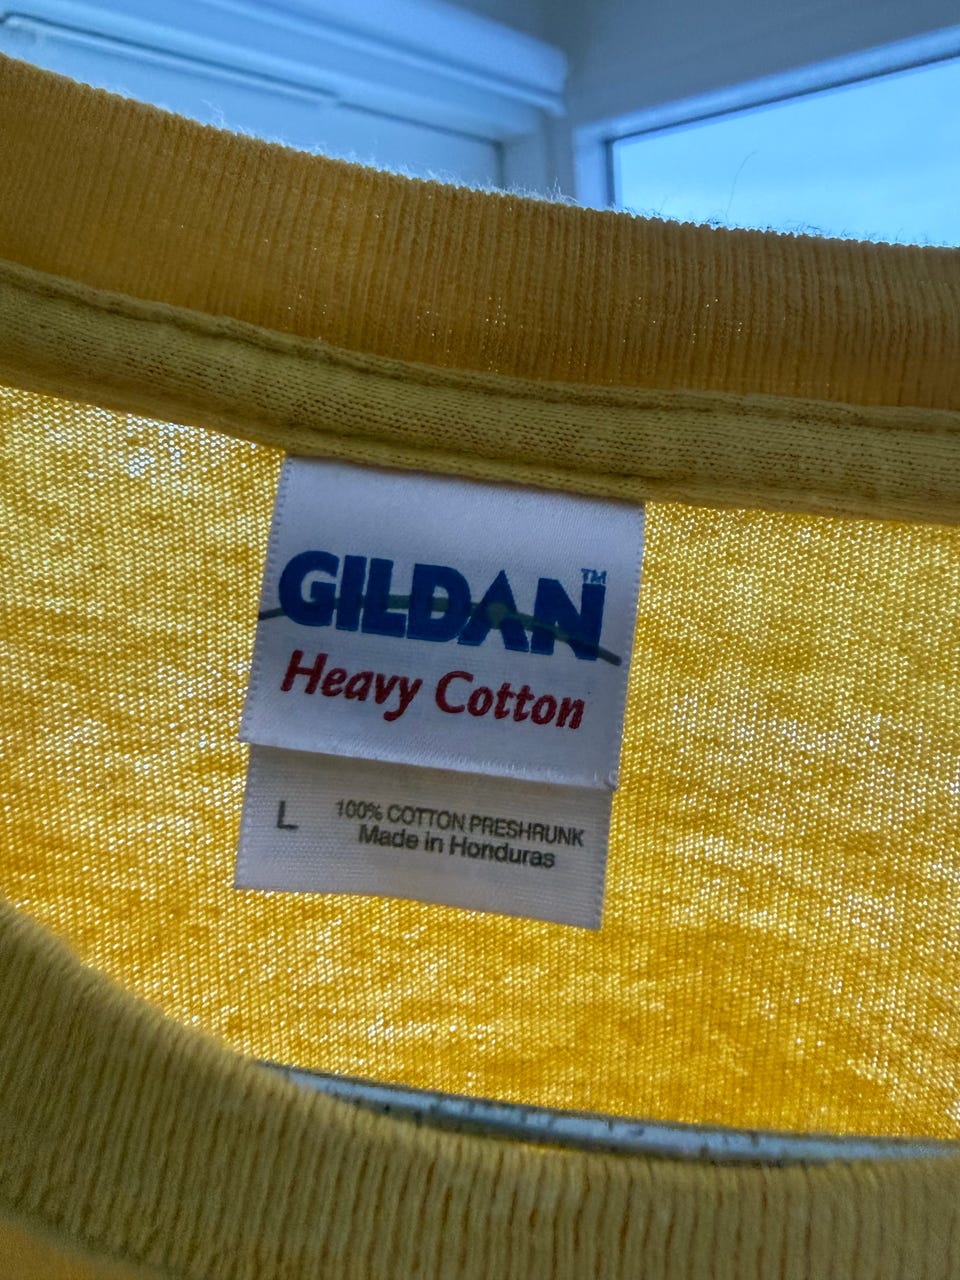 GILDAN™
Heavy Cotton
L 100% COTTON PRESHRUNK
Made in Honduras